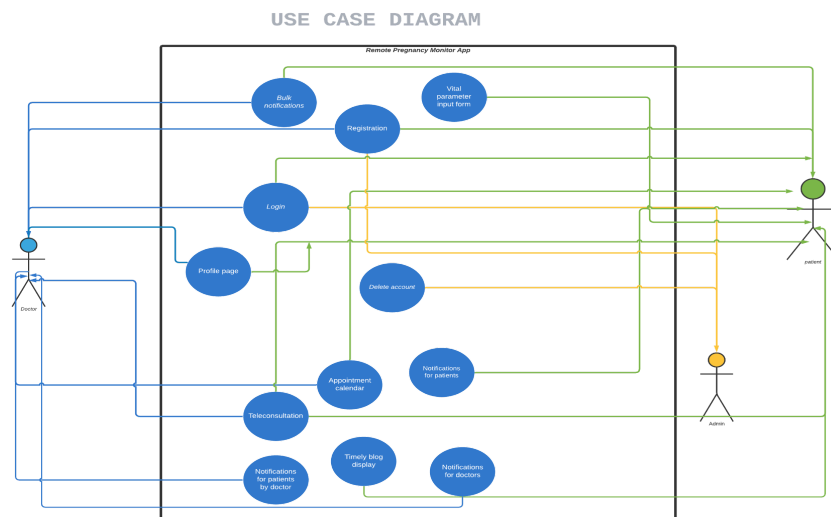 USE CASE DIAGRAM
Remote Pregnancy Monitor App
Bulk
notifications
Vital
parameter
input form
Registration
Login
patient
Profile page
Delete account
Doctor
Notifications
for patients
Appointment
calendar
Teleconsultation
Admin
Timely blog
display
Notifications
for patients
by doctor
Notifications
for doctors